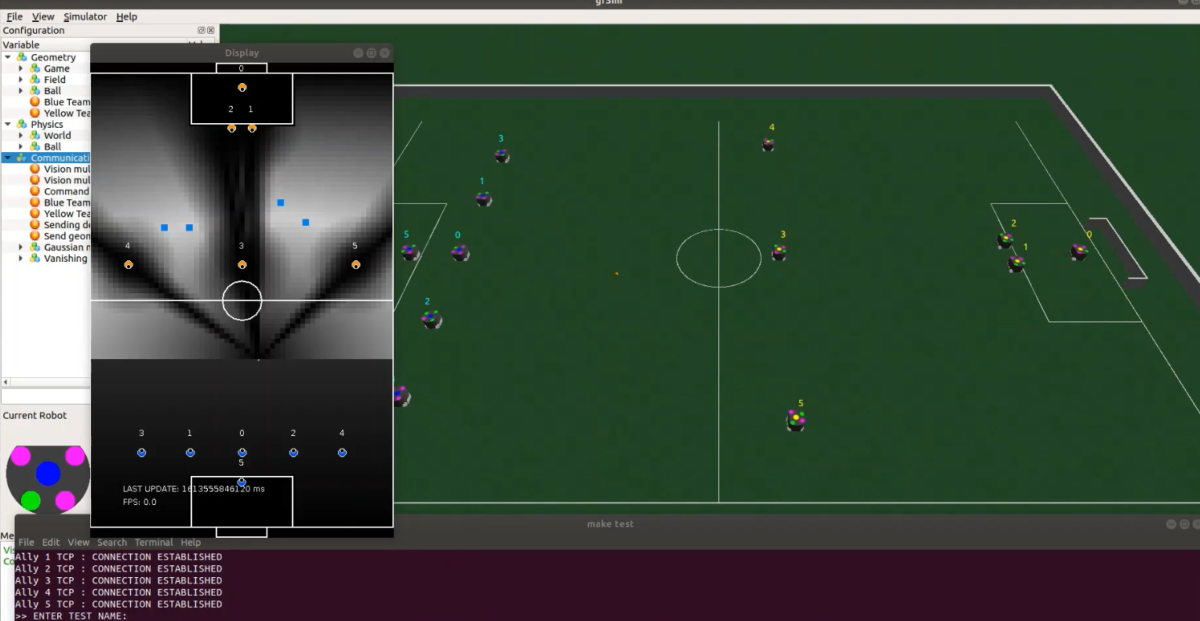 grSim
File View Simulator Help
Configuration
Variable
Geometry
Game
Field
Ball
Blue Team
Yellow Tea
Physics
World
Ball
Communicati
Vision mul
Vision mul
Command
Blue Team
Yellow Tea
Sending de
Send geon
Gaussian n
Vanishing
Current Robot
Display
0
2 1
4 3 5
3 1 0 2 4
5
LAST UPDATE: 1613555846120 ms
FPS: 0.0
3
1
5 0
2
4
3
2
1
0
5
make test
Me
Vis
Co
File Edit View Search Terminal Help
Ally 1 TCP : CONNECTION ESTABLISHED
Ally 2 TCP : CONNECTION ESTABLISHED
Ally 3 TCP : CONNECTION ESTABLISHED
Ally 4 TCP : CONNECTION ESTABLISHED
Ally 5 TCP : CONNECTION ESTABLISHED
>> ENTER TEST NAME: